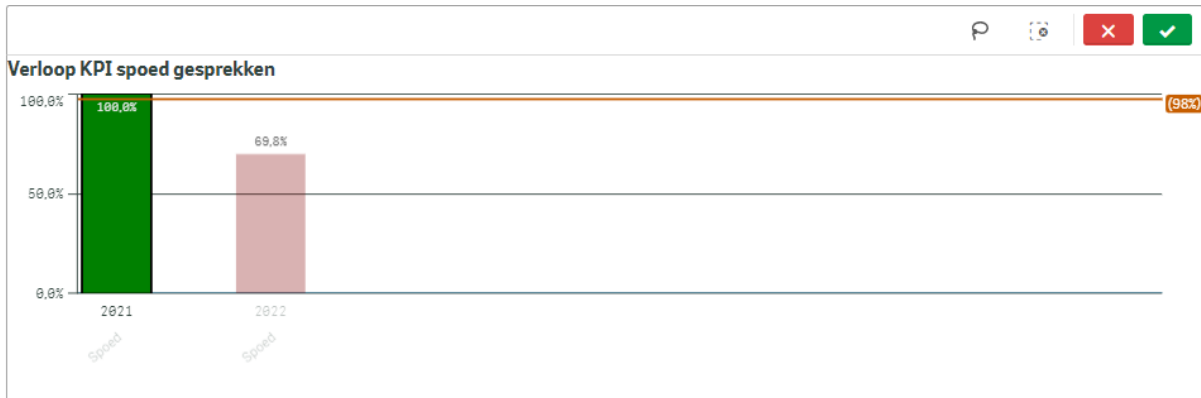 Verloop KPI spoed gesprekken
100,0%
100,0%
(98%)
69,8%
50,0%
0,0%
2021
2022
Spoed
Spoed